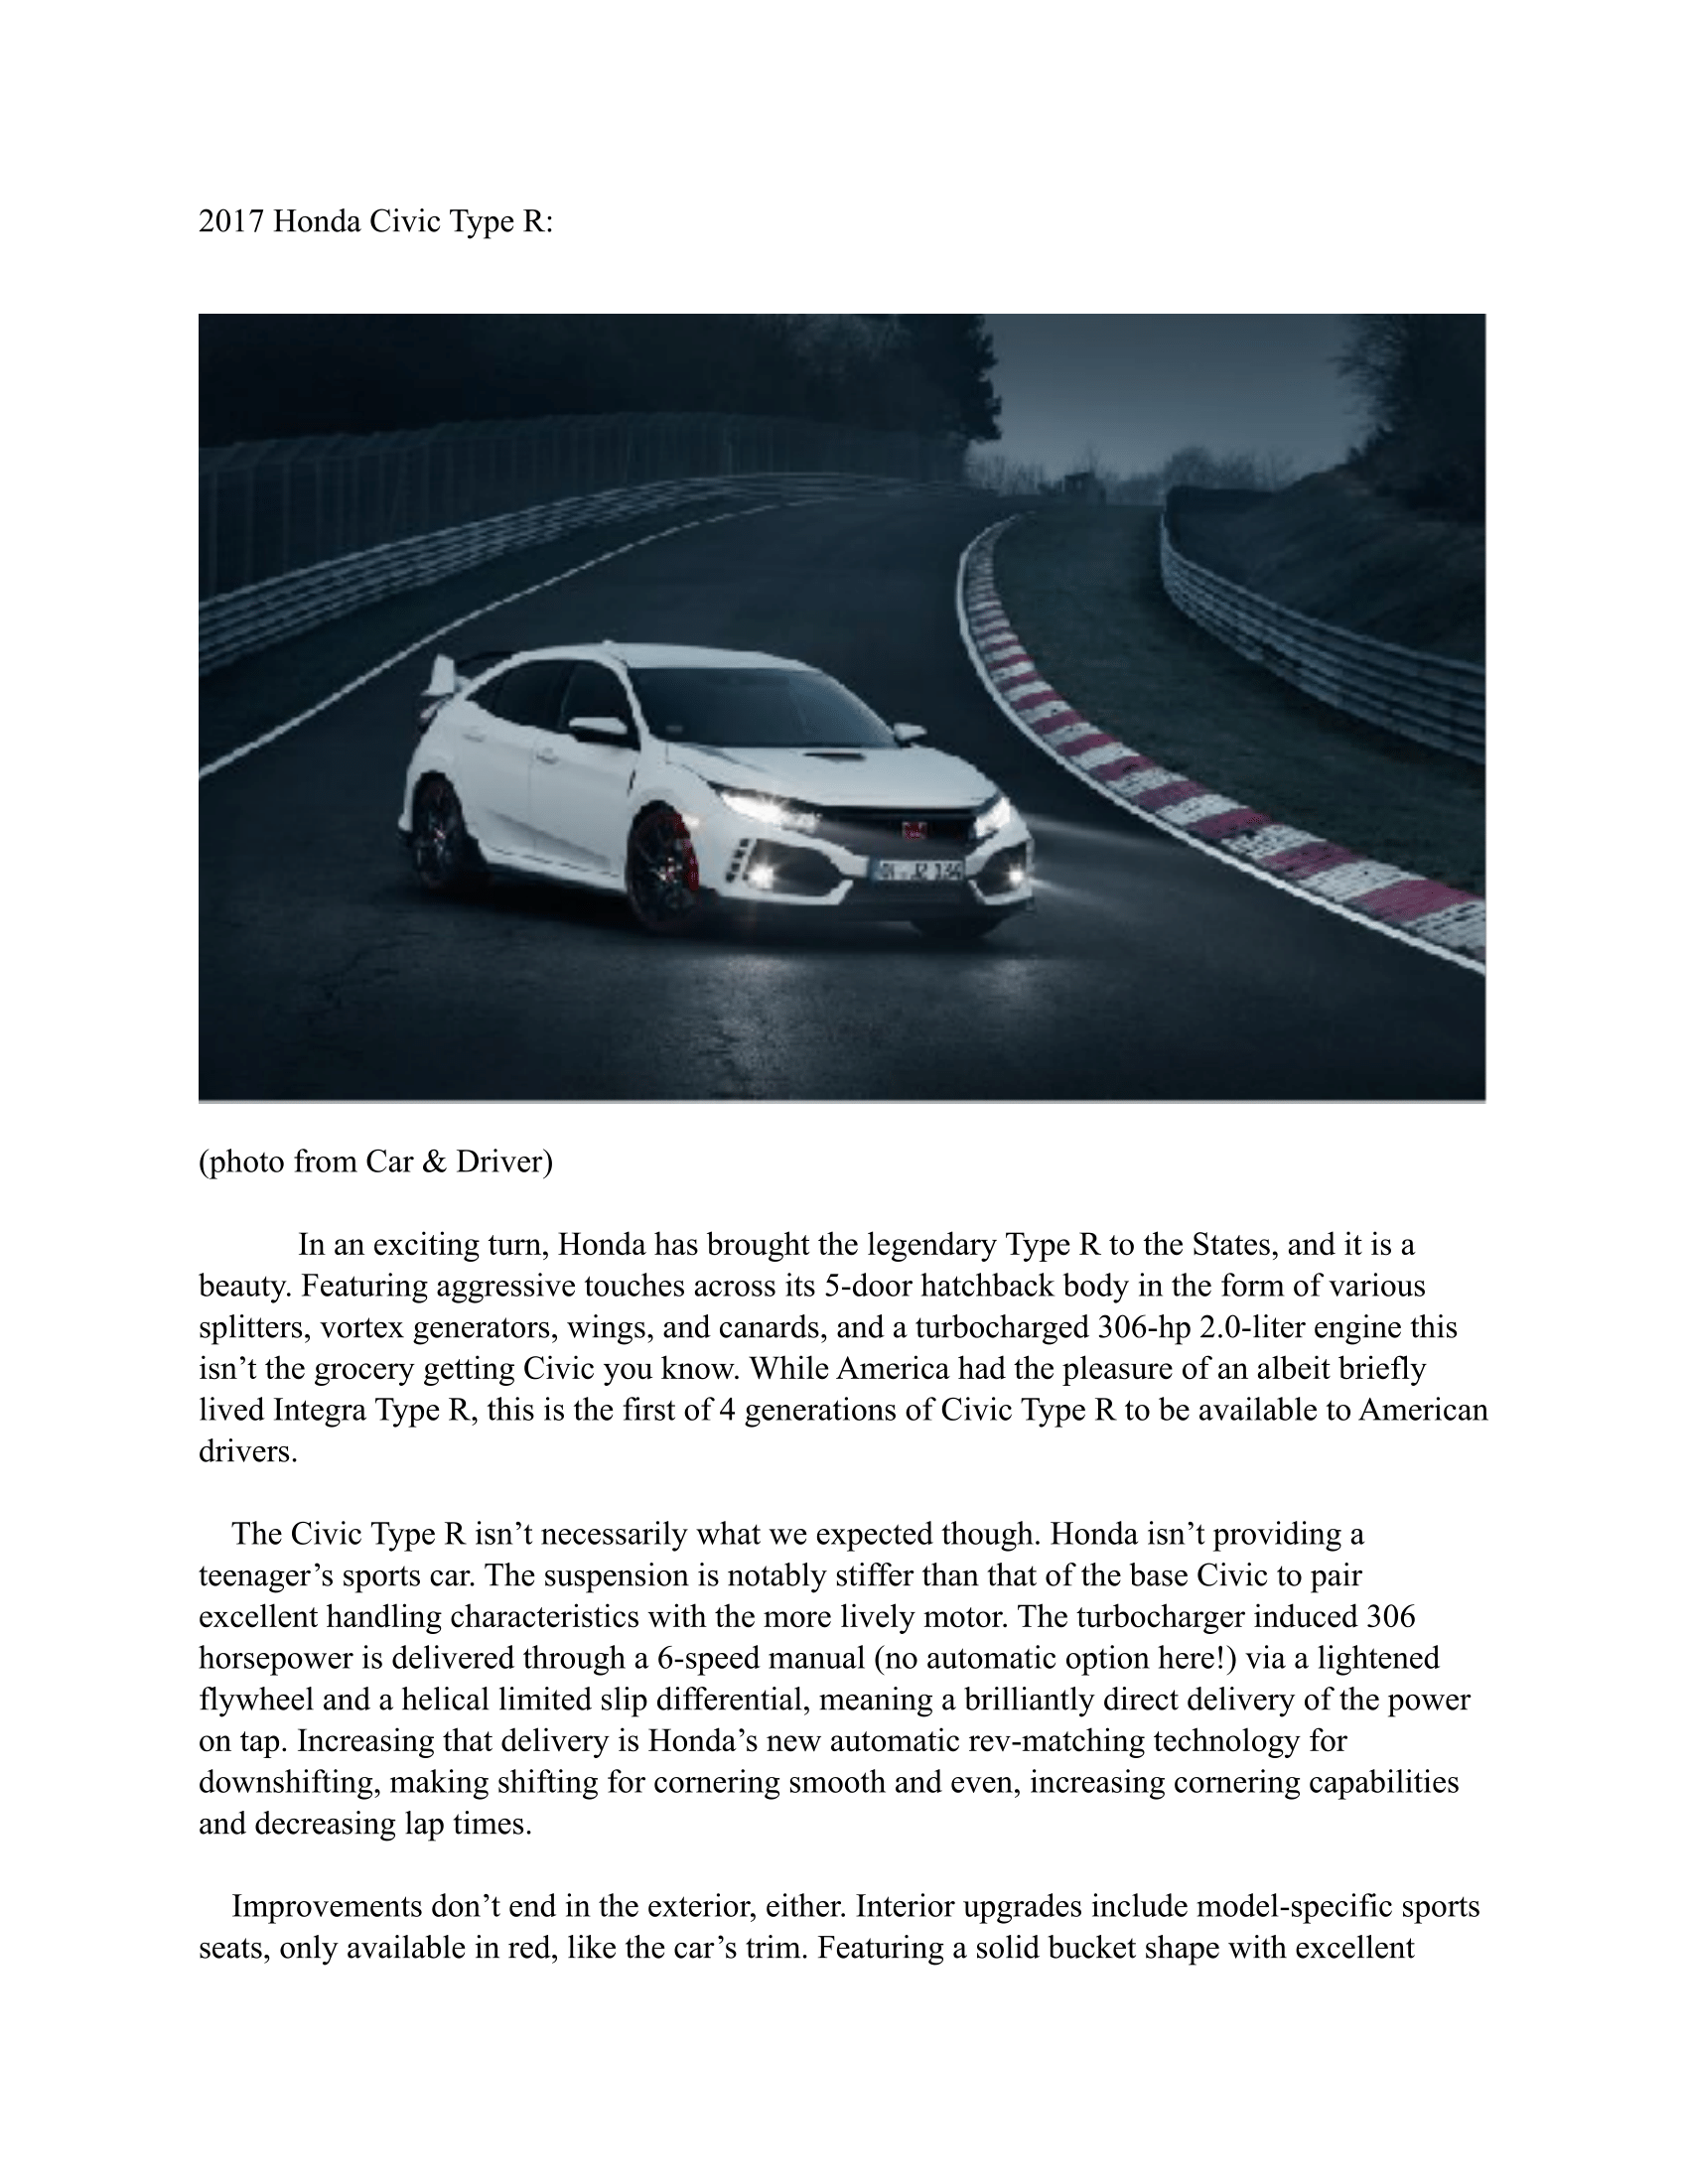 2017 Honda Civic Type R:
(photo from Car & Driver)
In an exciting turn, Honda has brought the legendary Type R to the States, and it is a
beauty. Featuring aggressive touches across its 5-door hatchback body in the form of various
splitters, vortex generators, wings, and canards, and a turbocharged 306-hp 2.0-liter engine this
isn’t the grocery getting Civic you know. While America had the pleasure of an albeit briefly
lived Integra Type R, this is the first of 4 generations of Civic Type R to be available to American
drivers.
The Civic Type R isn’t necessarily what we expected though. Honda isn’t providing a
teenager’s sports car. The suspension is notably stiffer than that of the base Civic to pair
excellent handling characteristics with the more lively motor. The turbocharger induced 306
horsepower is delivered through a 6-speed manual (no automatic option here!) via a lightened
flywheel and a helical limited slip differential, meaning a brilliantly direct delivery of the power
on tap. Increasing that delivery is Honda’s new automatic rev-matching technology for
downshifting, making shifting for cornering smooth and even, increasing cornering capabilities
and decreasing lap times.
Improvements don’t end in the exterior, either. Interior upgrades include model-specific sports
seats, only available in red, like the car’s trim. Featuring a solid bucket shape with excellent